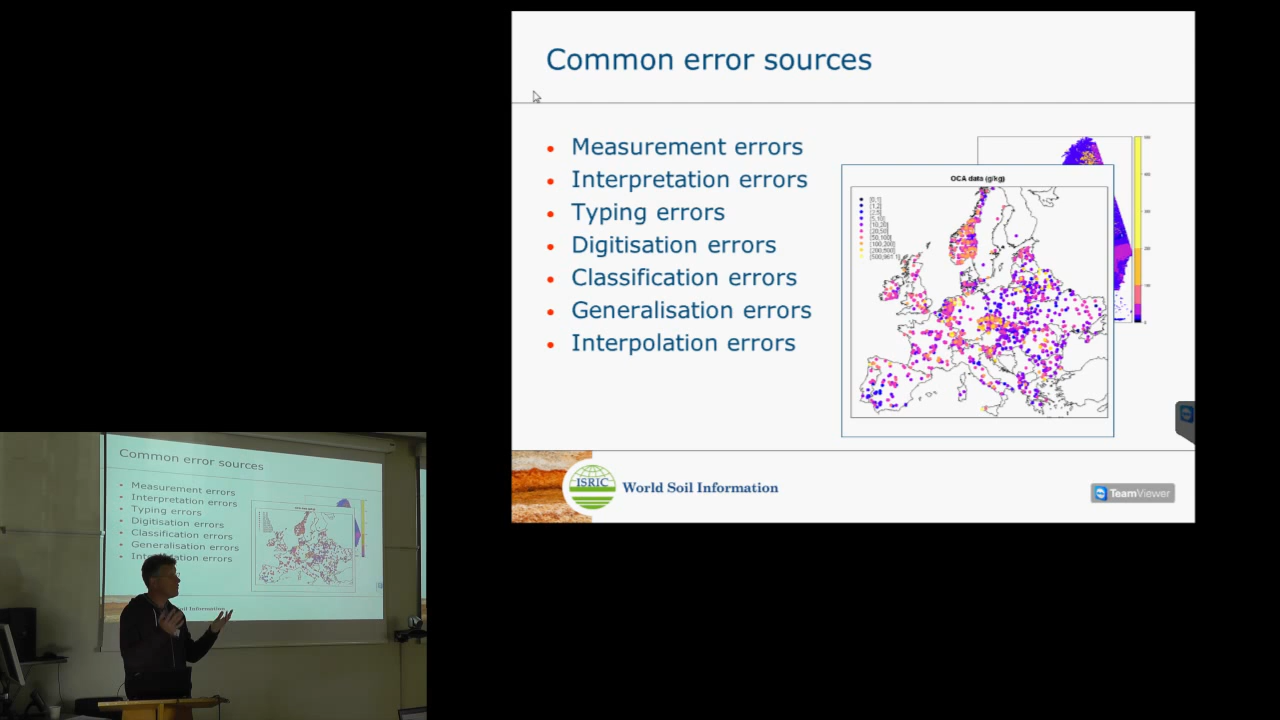 Common error sources
• Measurement errors
• Interpretation errors
• Typing errors
• Digitisation errors
• Classification errors
• Generalisation errors
• Interpolation errors
OCA data (g/kg)
ISRIC
World Soil Information
TeamViewer
Common error sources
• Measurement errors
• Interpretation errors
• Typing errors
• Digitisation errors
• Classification errors
• Generalisation errors
errors